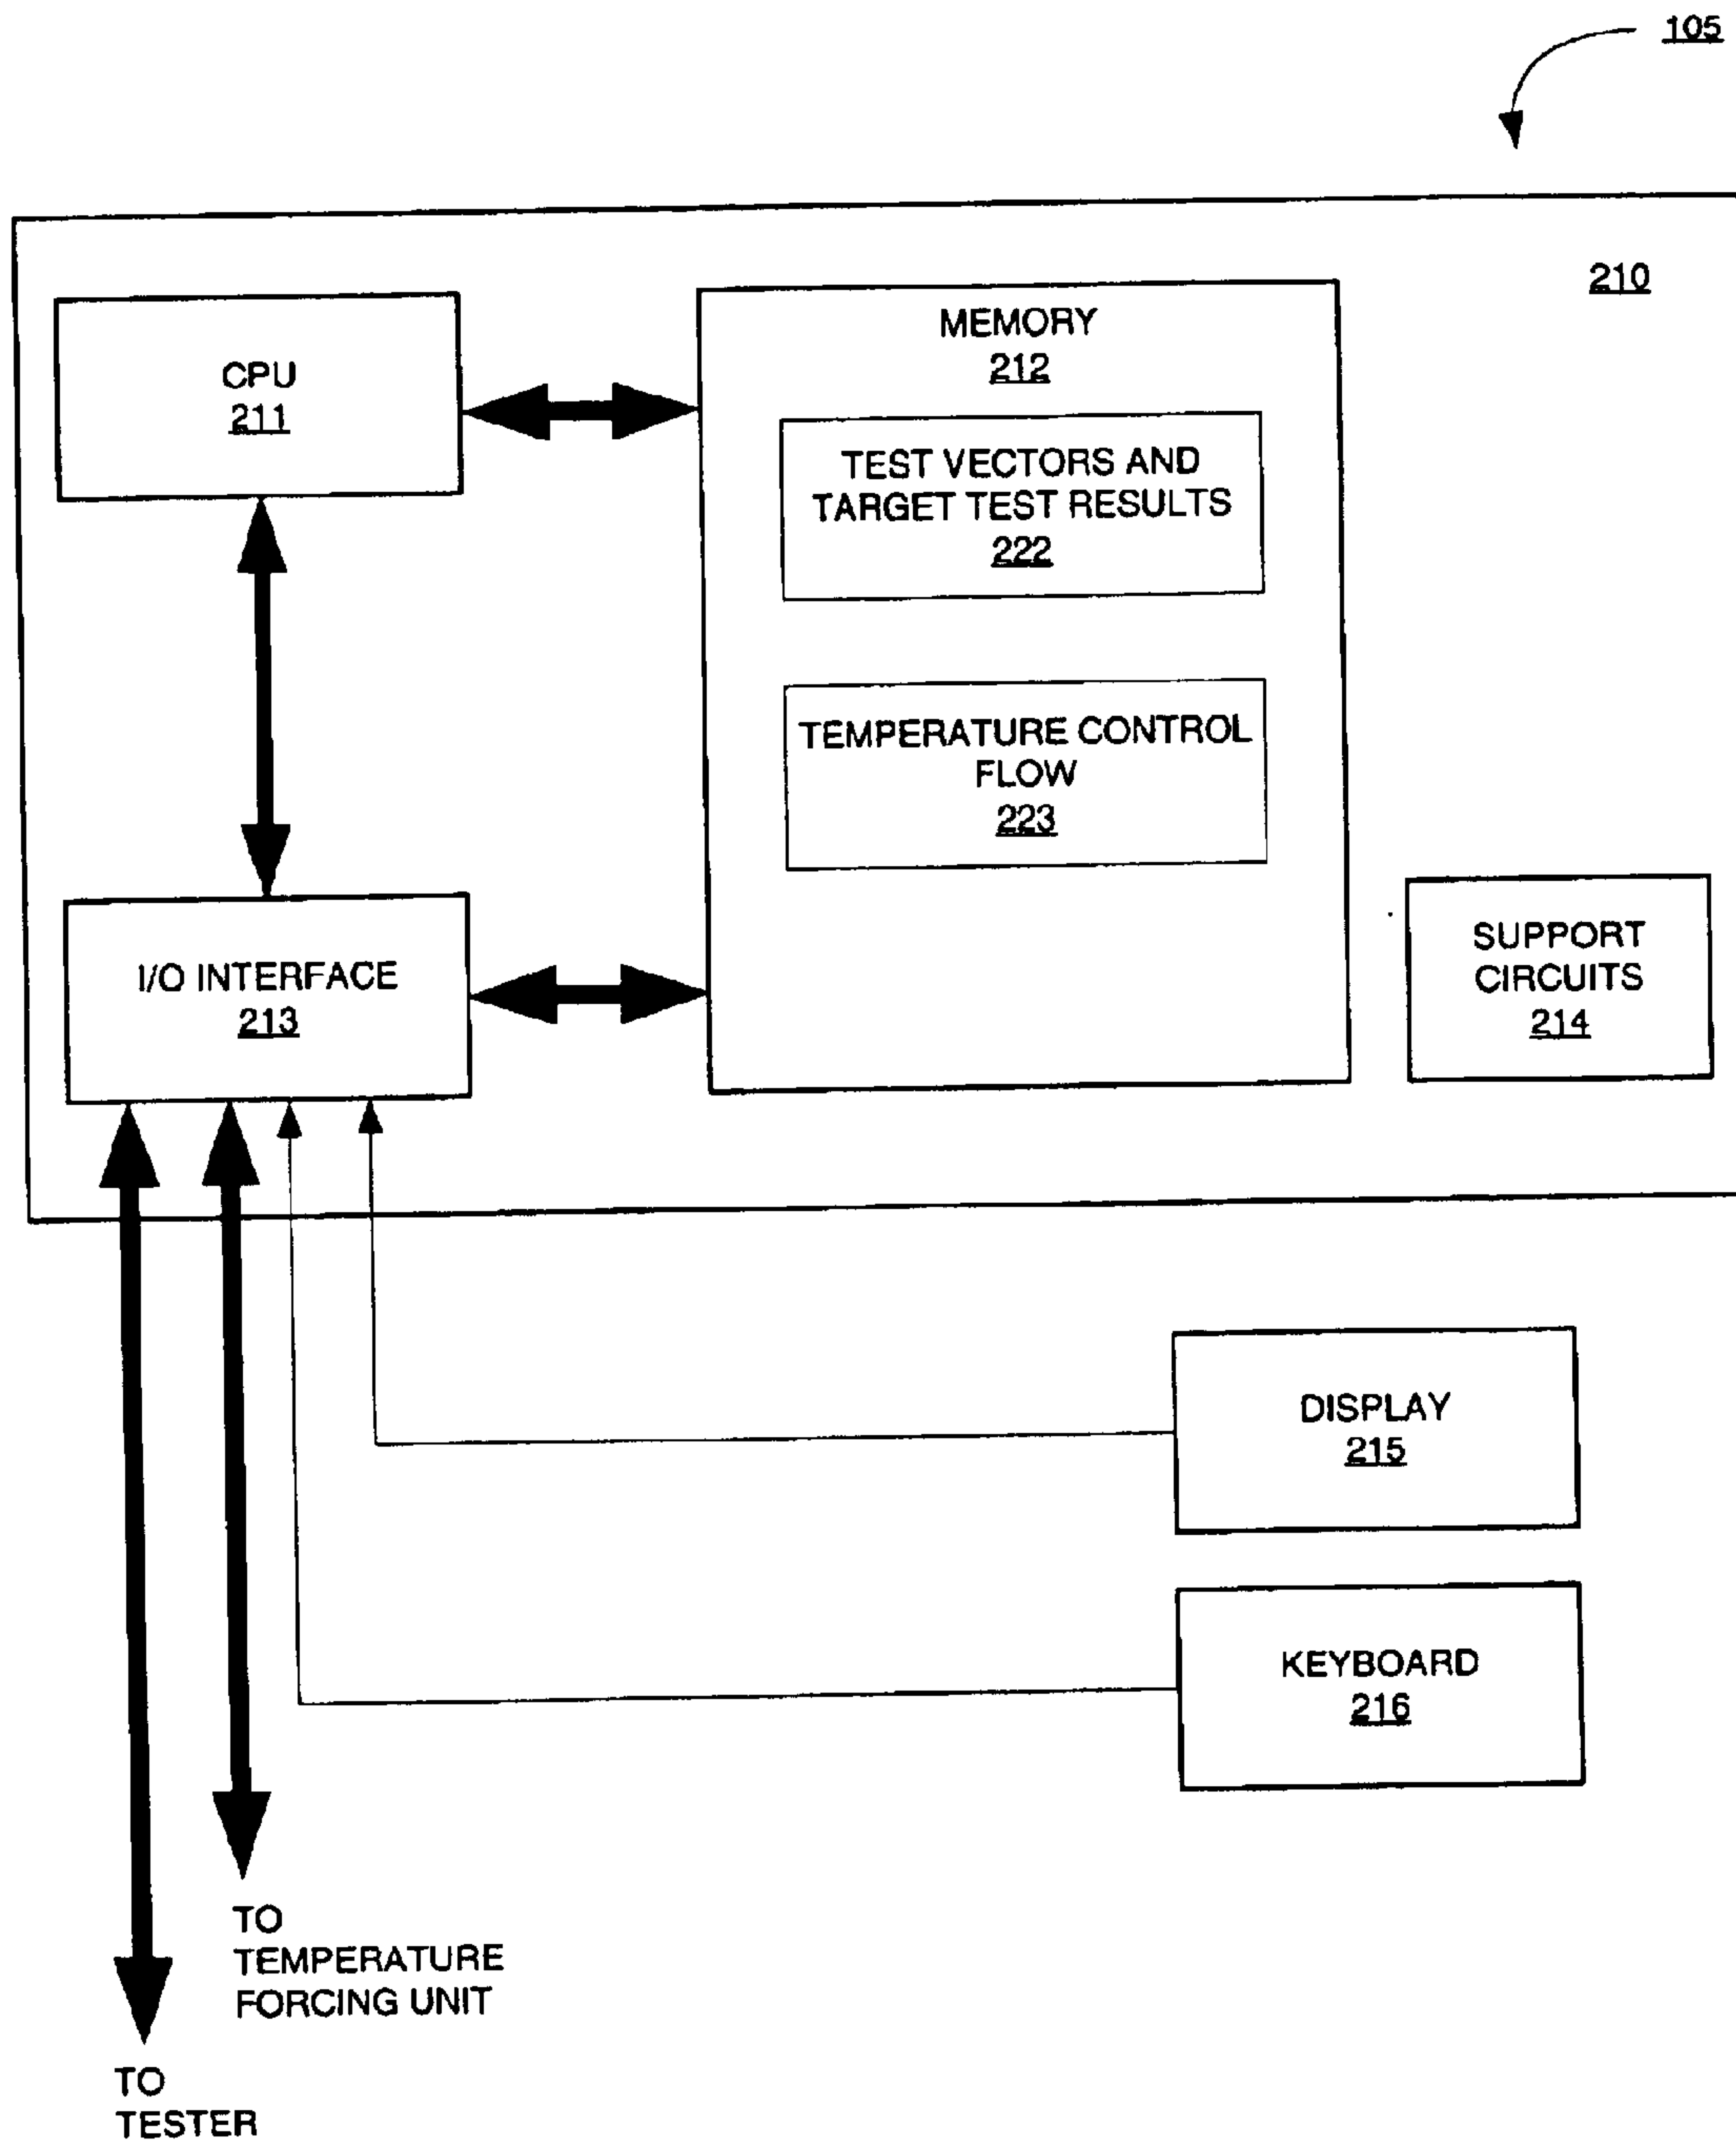 105
210
CPU
211
MEMORY
212
TEST VECTORS AND
TARGET TEST RESULTS
222
TEMPERATURE CONTROL
FLOW
223
I/O INTERFACE
213
SUPPORT
CIRCUITS
214
DISPLAY
215
KEYBOARD
216
TO
TEMPERATURE
FORCING UNIT
TO
TESTER